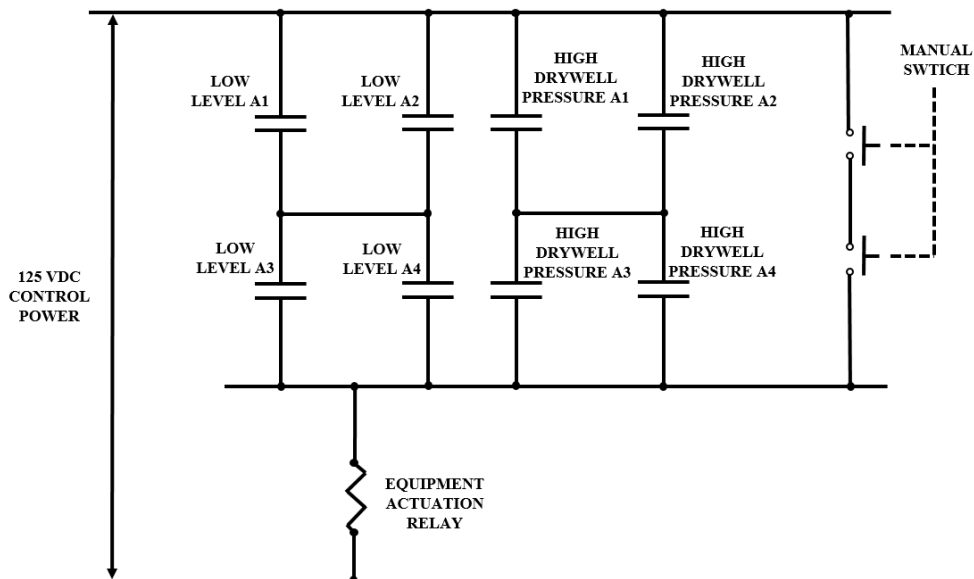 LOW
LEVEL A1
LOW
LEVEL A2
HIGH
DRYWELL
PRESSURE A1
HIGH
DRYWELL
PRESSURE A2
MANUAL
SWTICH
LOW
LEVEL A3
LOW
LEVEL A4
HIGH
DRYWELL
PRESSURE A3
HIGH
DRYWELL
PRESSURE A4
125 VDC
CONTROL
POWER
EQUIPMENT
ACTUATION
RELAY